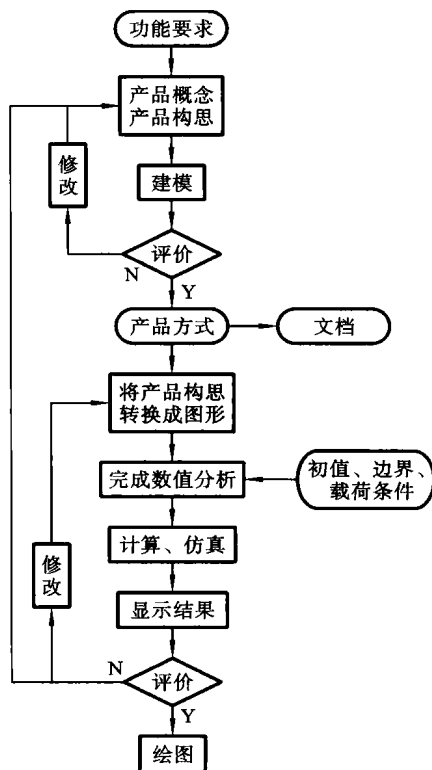 功能要求
产品概念
产品构思
修
改
建模
评价
N
Y
产品方式
文档
将产品构思
转换成图形
完成数值分析
初值、边界、
载荷条件
计算、仿真
修
改
显示结果
N
评价
Y
绘图